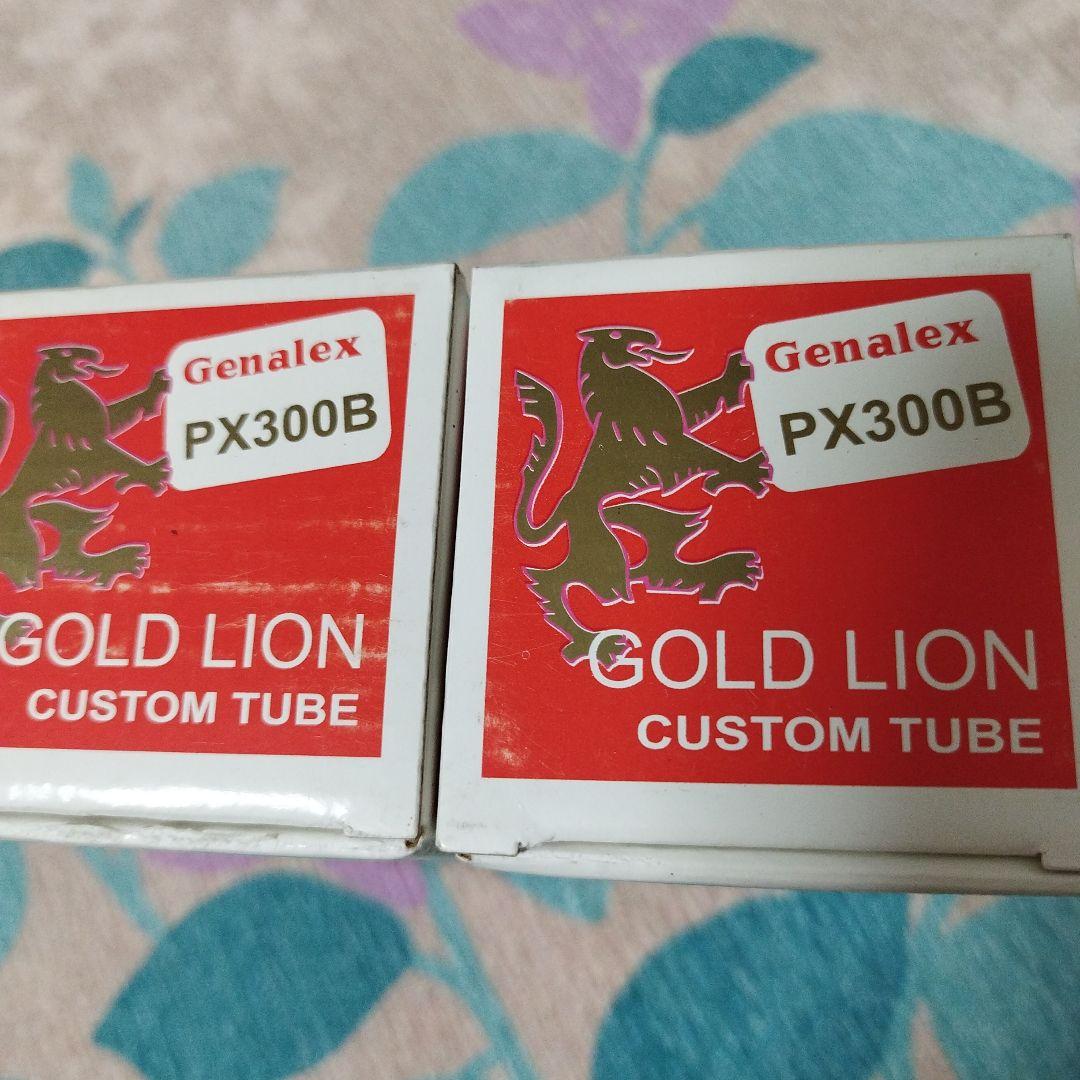 Genalex
PX300B
GOLD LION
CUSTOM TUBE
Genalex
PX300B
GOLD LION
CUSTOM TUBE